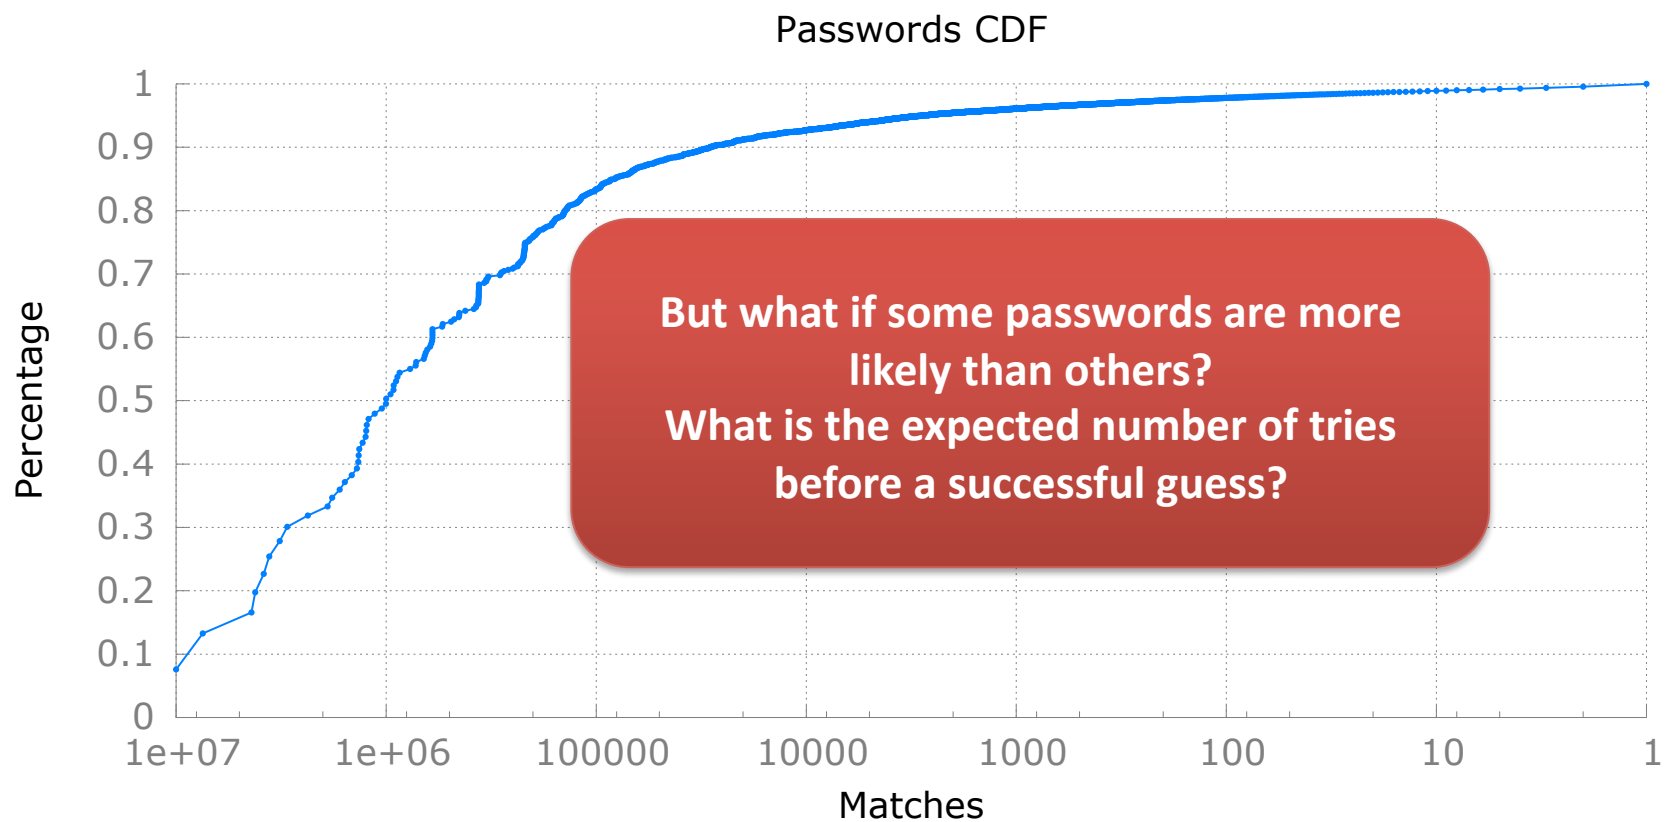 Passwords CDF
1
0.9
0.8
0.7
0.6
0.5
0.4
0.3
0.2
0.1
0
Percentage
But what if some passwords are more
likely than others?
What is the expected number of tries
before a successful guess?
1e+07 1e+06 100000 10000 1000 100 10 1
Matches